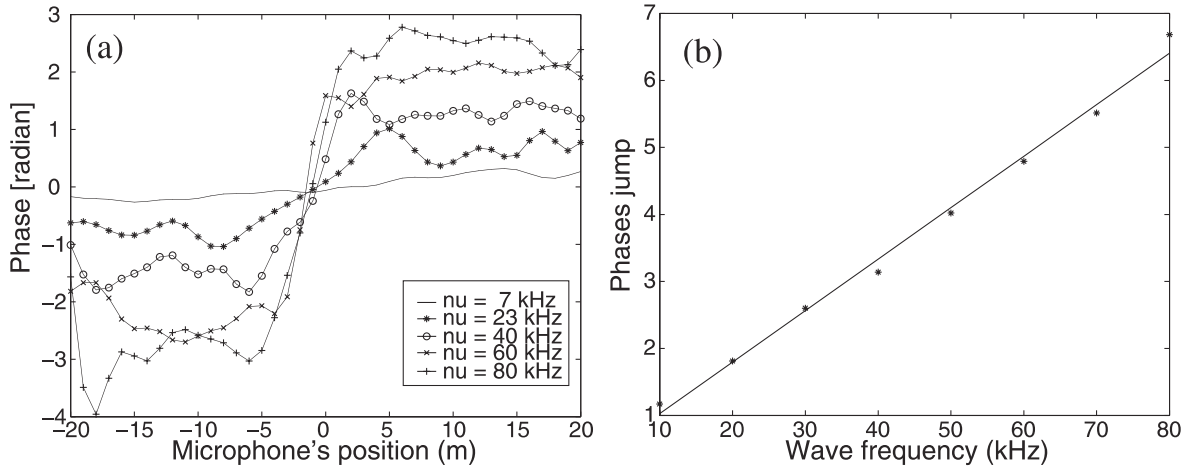 (a)
Phase [radian]
3
2
1
0
−1
−2
−3
−4
−20
−15
−10
−5
0
5
10
15
20
Microphone's position (m)
nu = 7 kHz
nu = 23 kHz
nu = 40 kHz
nu = 60 kHz
nu = 80 kHz
(b)
Phases jump
7
6
5
4
3
2
1
10
20
30
40
50
60
70
80
Wave frequency (kHz)